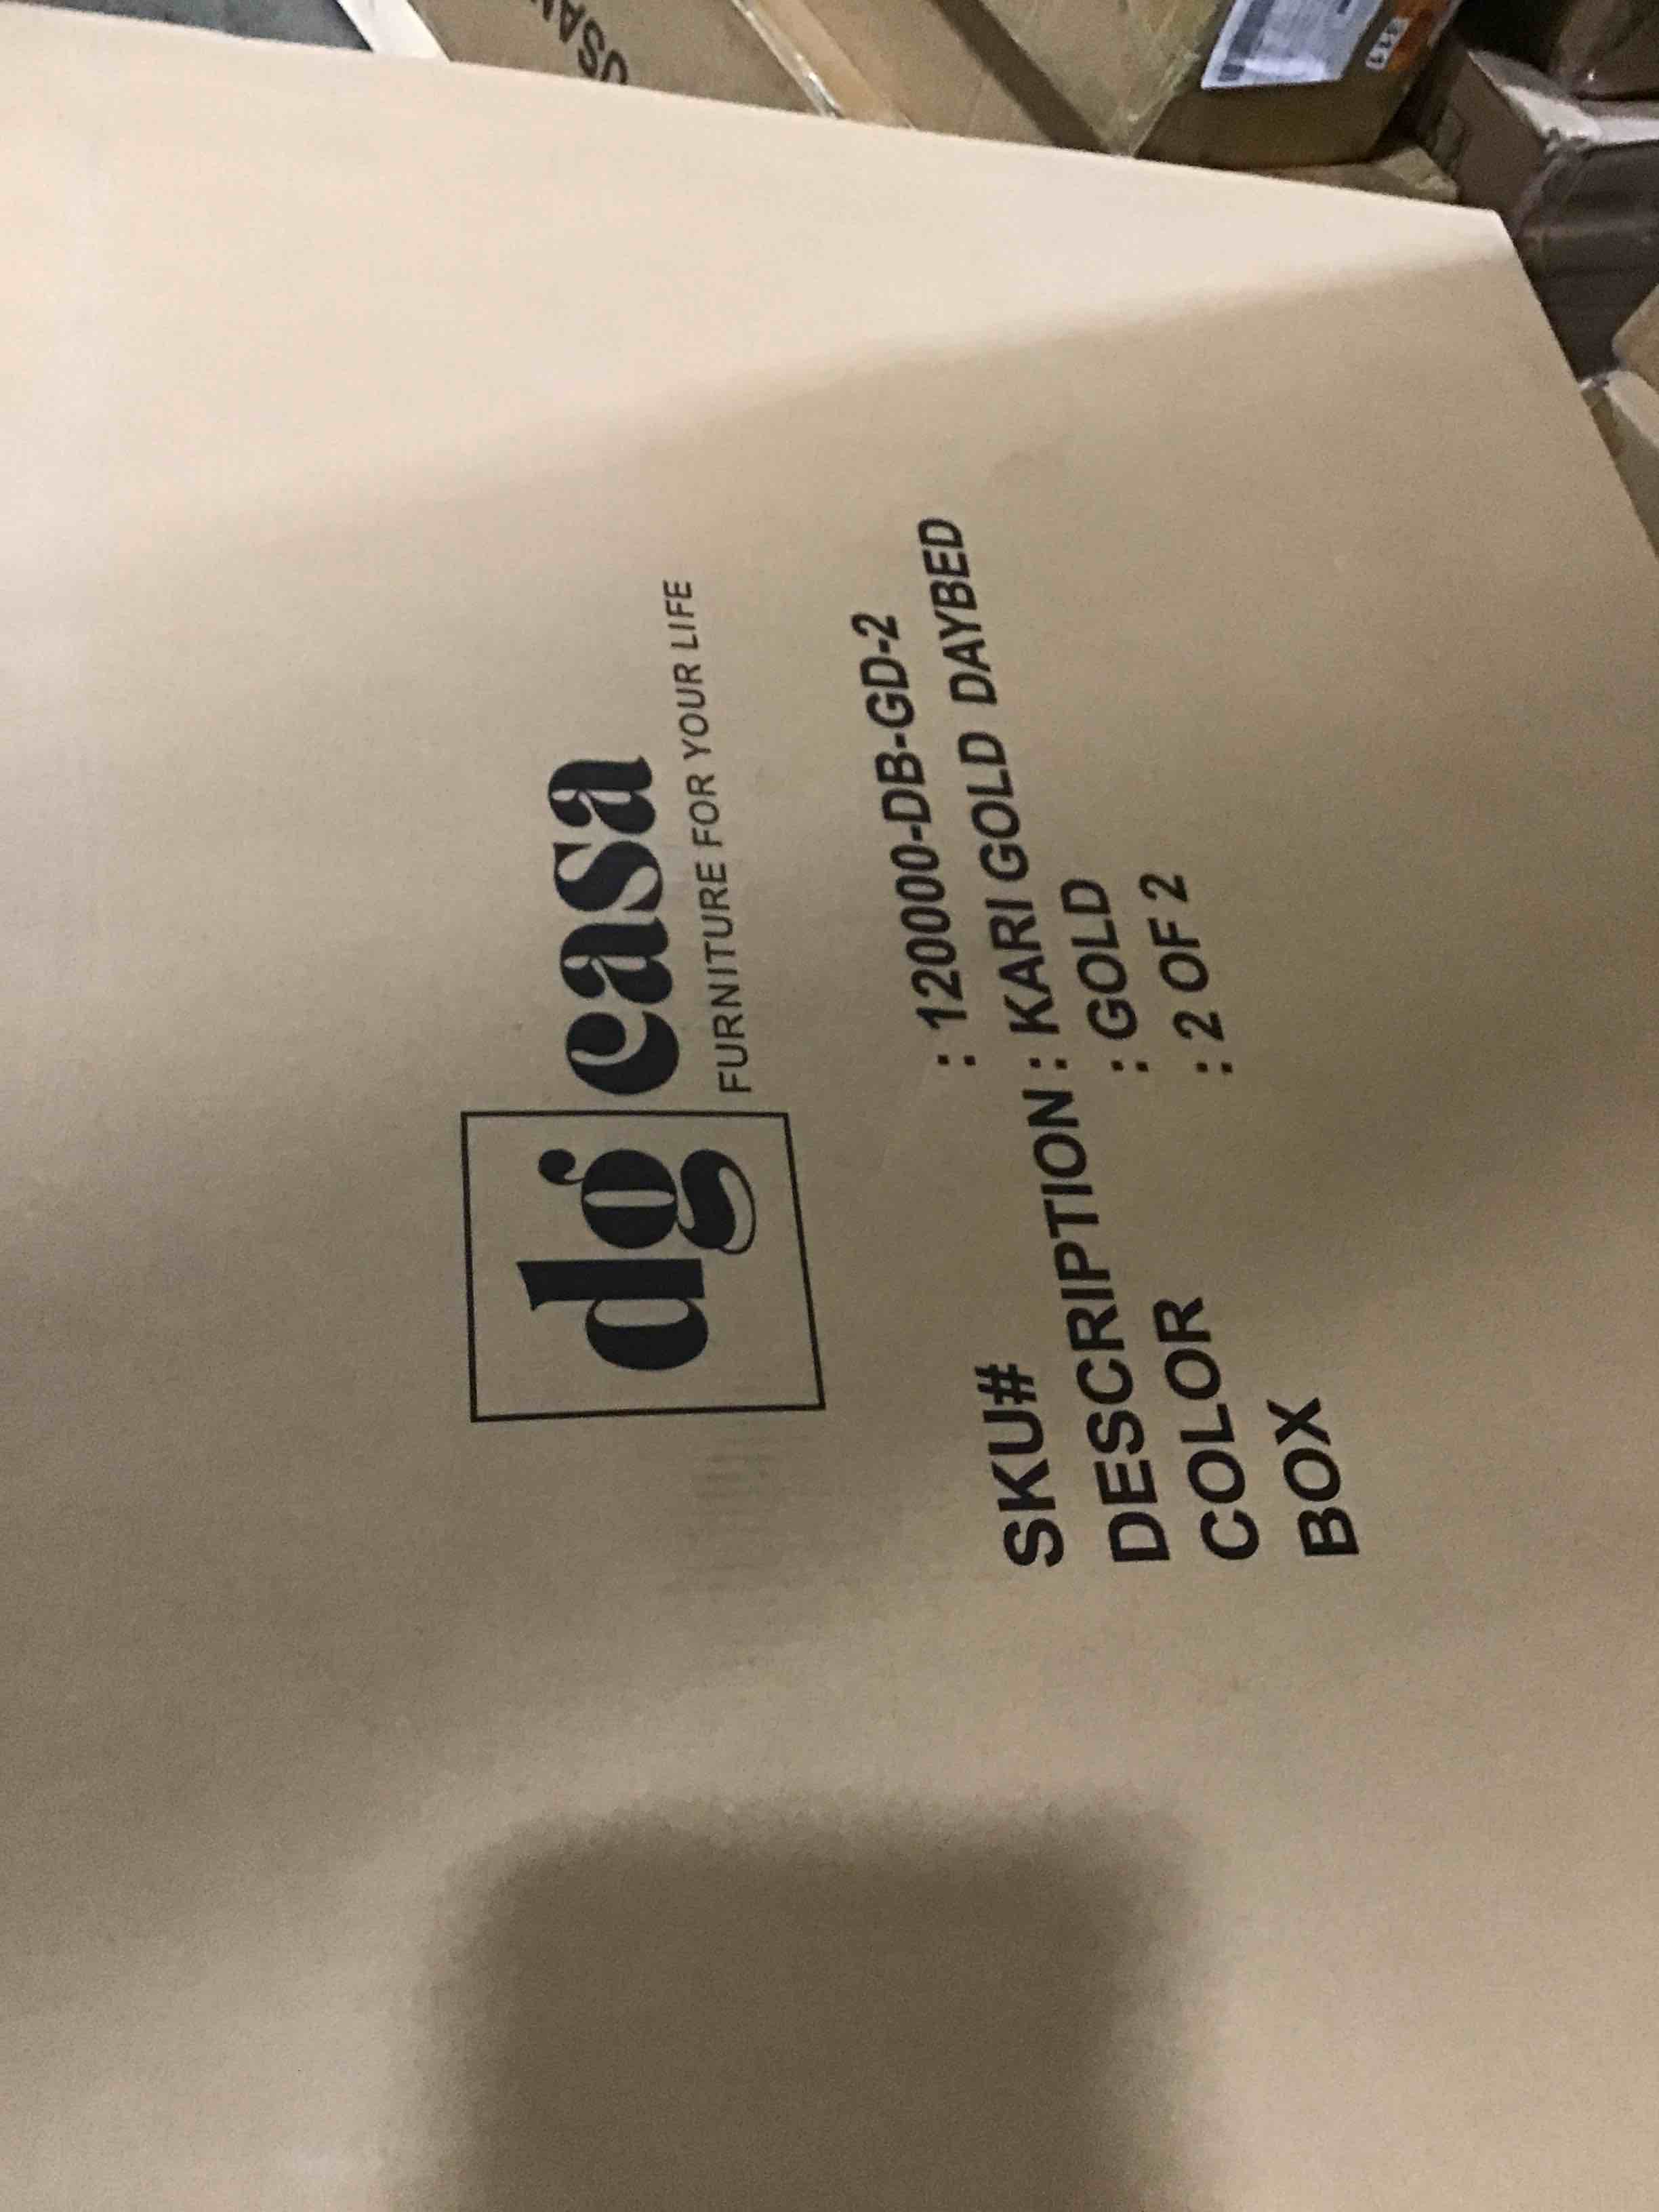 dg casa
FURNITURE FOR YOUR LIFE
SKU# : 120000-DB-GD-2
DESCRIPTION : KARI GOLD DAYBED
COLOR : GOLD
BOX : 2 OF 2